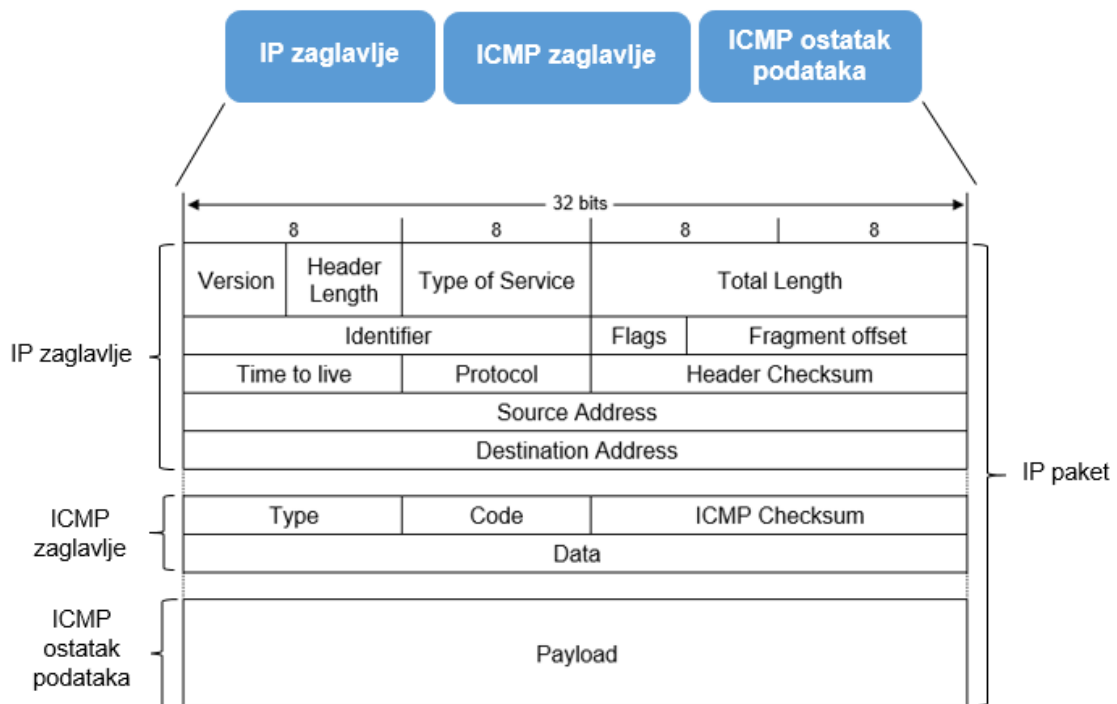 IP zaglavlje
ICMP zaglavlje
ICMP ostatak
podataka
32 bits
8
8
8
8
Version
Header
Length
Type of Service
Total Length
Identifier
Flags
Fragment offset
IP zaglavlje
Time to live
Protocol
Header Checksum
Source Address
Destination Address
IP paket
ICMP
zaglavlje
Type
Code
ICMP Checksum
Data
ICMP
ostatak
podataka
Payload